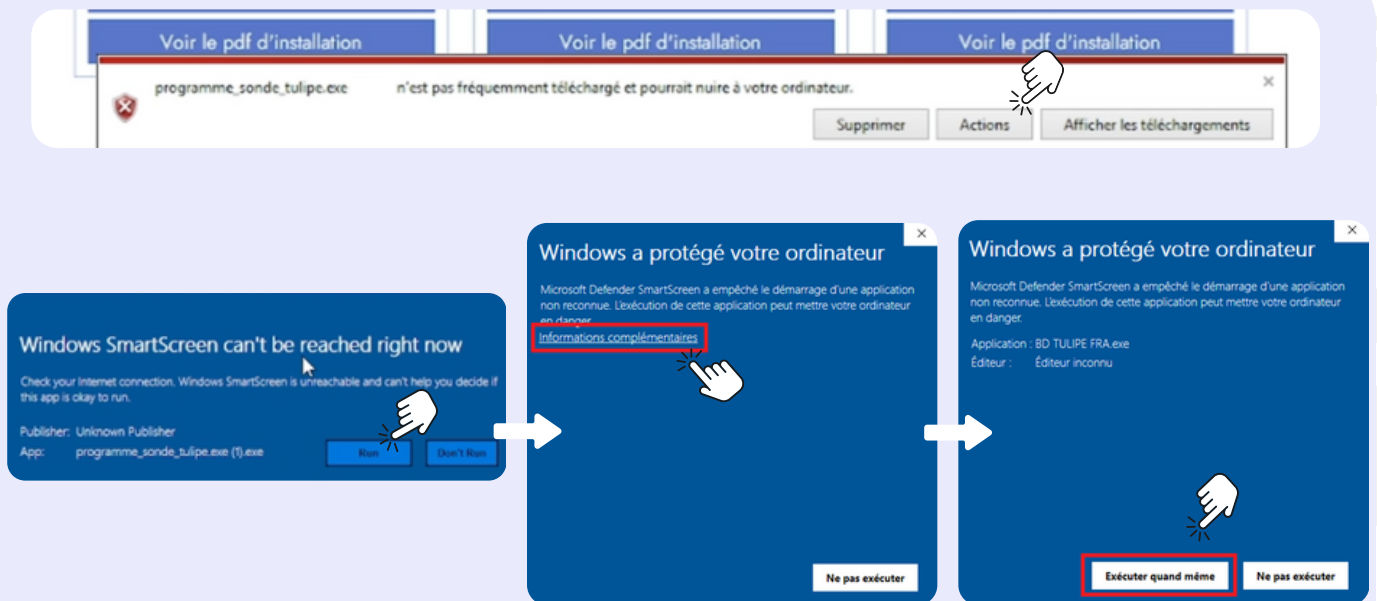 Voir le pdf d'installation
Voir le pdf d'installation
Voir le pdf d'installation
programme_sonde_tulipe.exe n'est pas fréquemment téléchargé et pourrait nuire à votre ordinateur.
×
Supprimer
Actions
Afficher les téléchargements
Windows SmartScreen can't be reached right now
Check your Internet connection. Windows SmartScreen is unreachable and can't help you decide if
this app is okay to run.
Publisher: Unknown Publisher
App: programme_sonde_tulipe.exe (1).exe
Run
Don't Run
×
Windows a protégé votre ordinateur
Microsoft Defender SmartScreen a empêché le démarrage d'une application
non reconnue. L'exécution de cette application peut mettre votre ordinateur
en danger.
Informations complémentaires
Ne pas exécuter
×
Windows a protégé votre ordinateur
Microsoft Defender SmartScreen a empêché le démarrage d'une application
non reconnue. L'exécution de cette application peut mettre votre ordinateur
en danger.
Application : BD TULIPE FRA.exe
Éditeur : Éditeur inconnu
Exécuter quand même
Ne pas exécuter